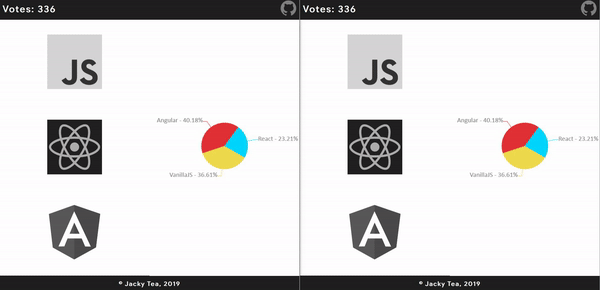 Votes: 336
JS
Angular - 40.18%
React - 23.21%
VanillaJS - 36.61%
A
© Jacky Tea, 2019
Votes: 336
JS
Angular - 40.18%
React - 23.21%
VanillaJS - 36.61%
A
© Jacky Tea, 2019